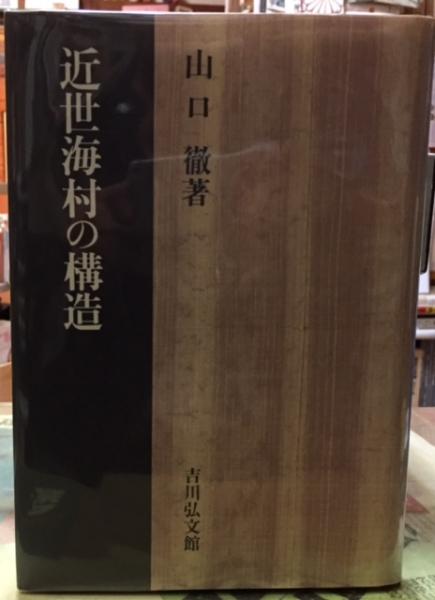 近世海村の構造
山口 徹著
吉川弘文館